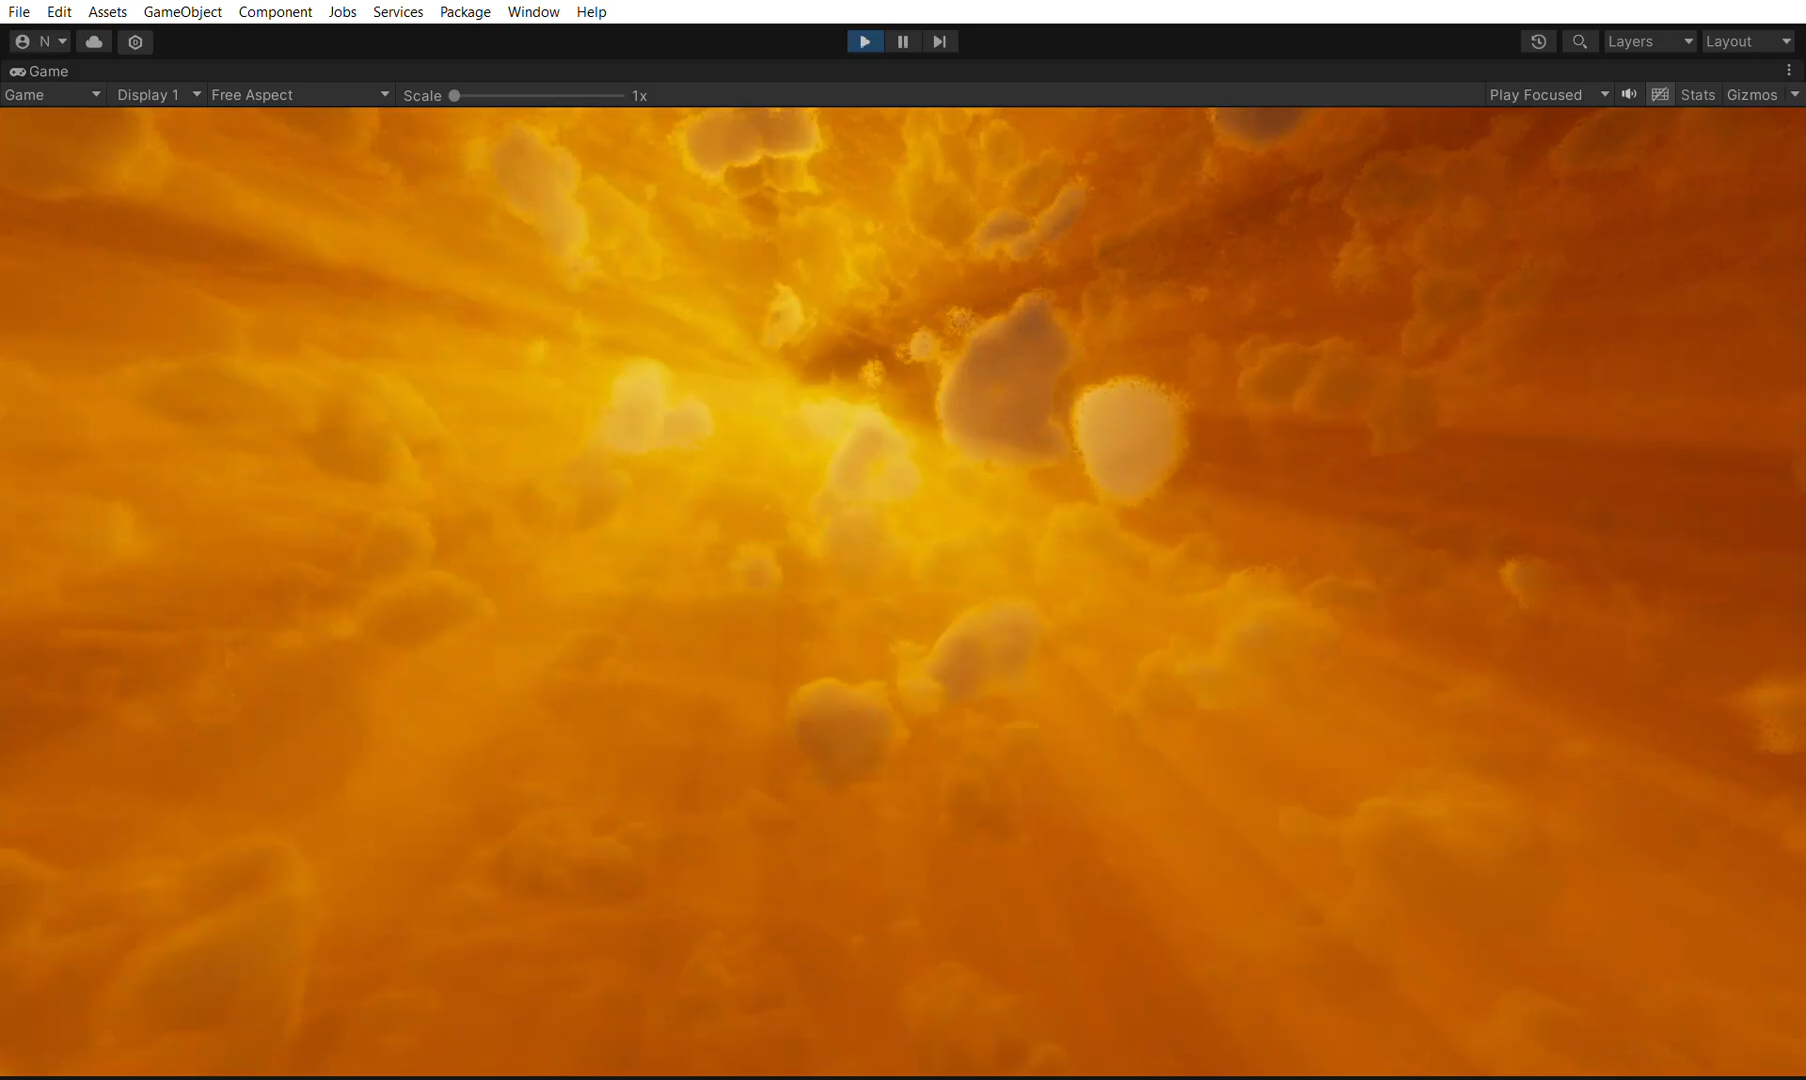 File Edit Assets GameObject Component Jobs Services Package Window Help
N Layers Layout
Game
Game Display 1 Free Aspect Scale 1x Play Focused Stats Gizmos